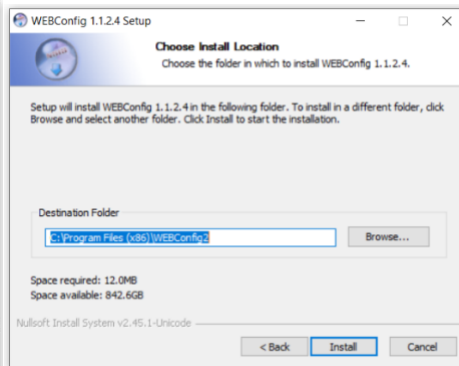 WEBConfig 1.1.2.4 Setup
Choose Install Location
Choose the folder in which to install WEBConfig 1.1.2.4.
Setup will install WEBConfig 1.1.2.4 in the following folder. To install in a different folder, click
Browse and select another folder. Click Install to start the installation.
Destination Folder
C:\Program Files (x86)\WEBConfig2
Browse...
Space required: 12.0MB
Space available: 842.6GB
Nullsoft Install System v2.45.1-Unicode
< Back
Install
Cancel